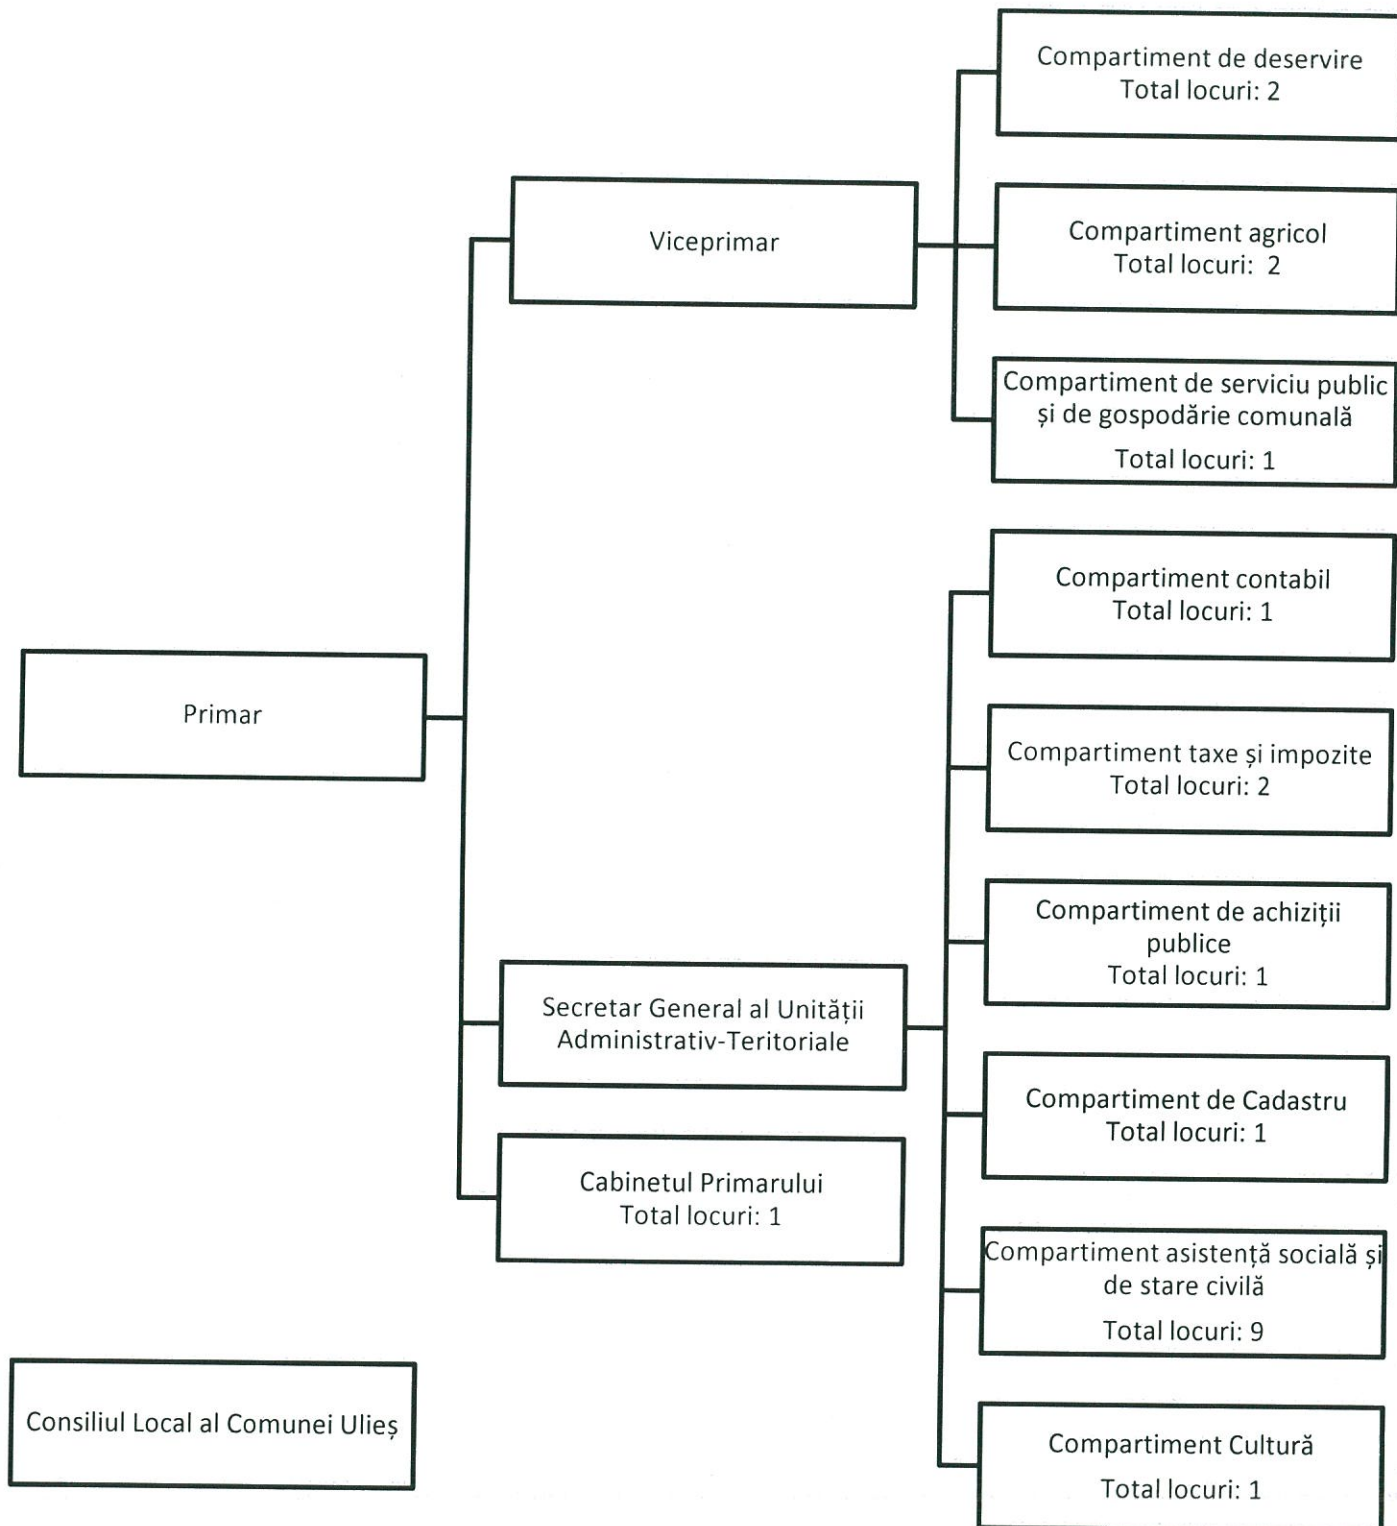 Compartiment de deservire
Total locuri: 2
Viceprimar
Compartiment agricol
Total locuri:  2
Compartiment de serviciu public
și de gospodărie comunală
Total locuri: 1
Compartiment contabil
Total locuri: 1
Primar
Compartiment taxe și impozite
Total locuri: 2
Compartiment de achiziții
publice
Total locuri: 1
Secretar General al Unității
Administrativ-Teritoriale
Compartiment de Cadastru
Total locuri: 1
Cabinetul Primarului
Total locuri: 1
Compartiment asistență socială și
de stare civilă
Total locuri: 9
Consiliul Local al Comunei Ulieș
Compartiment Cultură
Total locuri: 1